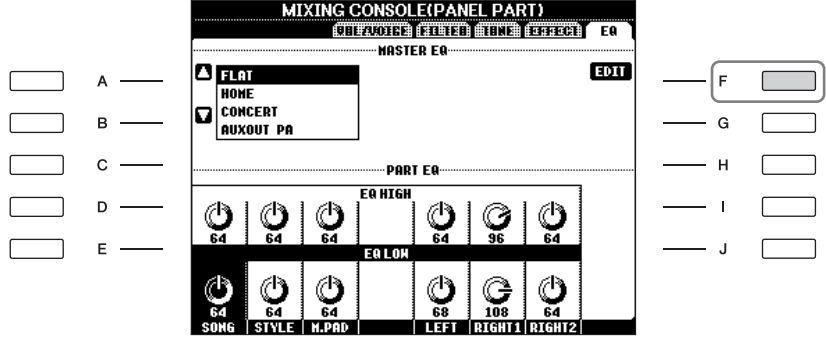 MIXING CONSOLE(PANEL PART)
VOL/VOICE FILTER TUNE EFFECT EQ
MASTER EQ
A FLAT EDIT F
HOME
B CONCERT G
AUXOUT PA
C PART EQ H
EQ HIGH
D I
64 64 64 64 96 64
E EQ LOW J
64 64 64 68 108 64
SONG STYLE M.PAD LEFT RIGHT1 RIGHT2